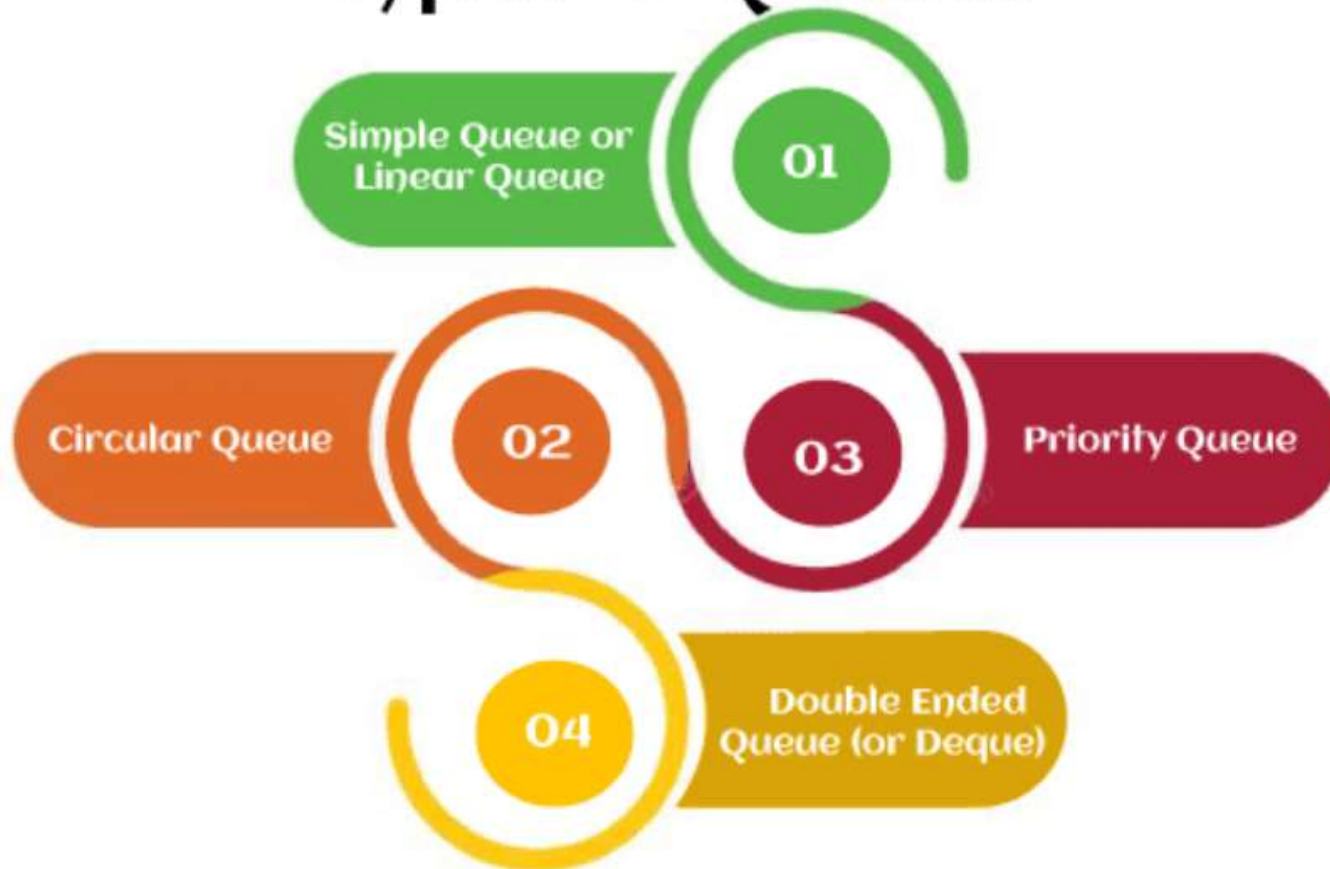 Simple Queue or
Linear Queue
01
Circular Queue
02
03
Priority Queue
04
Double Ended
Queue (or Deque)